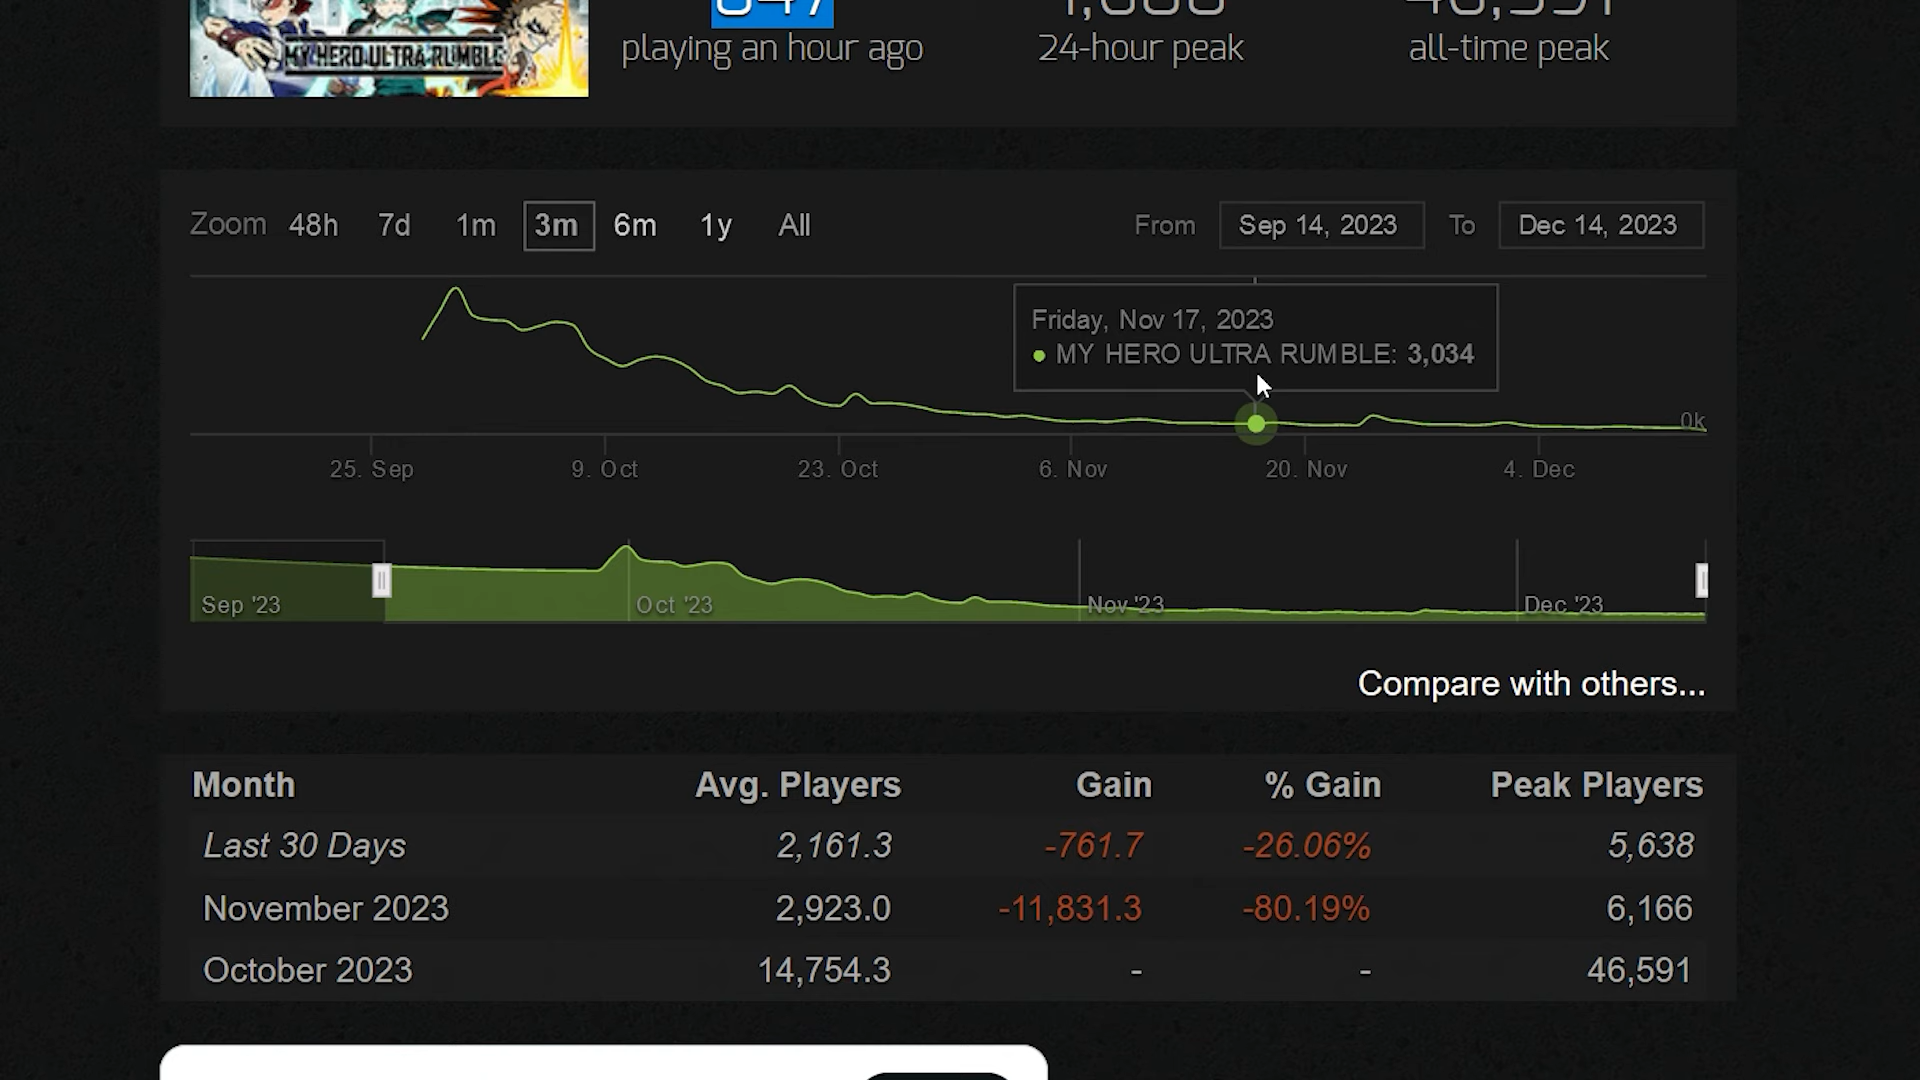 MY HERO ULTRA RUMBLE
playing an hour ago
24-hour peak
all-time peak
Zoom 48h 7d 1m 3m 6m 1y All From Sep 14, 2023 To Dec 14, 2023
Friday, Nov 17, 2023
MY HERO ULTRA RUMBLE: 3,034
0k
25. Sep 9. Oct 23. Oct 6. Nov 20. Nov 4. Dec
Sep '23 Oct '23 Nov '23 Dec '23
Compare with others...
Month Avg. Players Gain % Gain Peak Players
Last 30 Days 2,161.3 -761.7 -26.06% 5,638
November 2023 2,923.0 -11,831.3 -80.19% 6,166
October 2023 14,754.3 - - 46,591